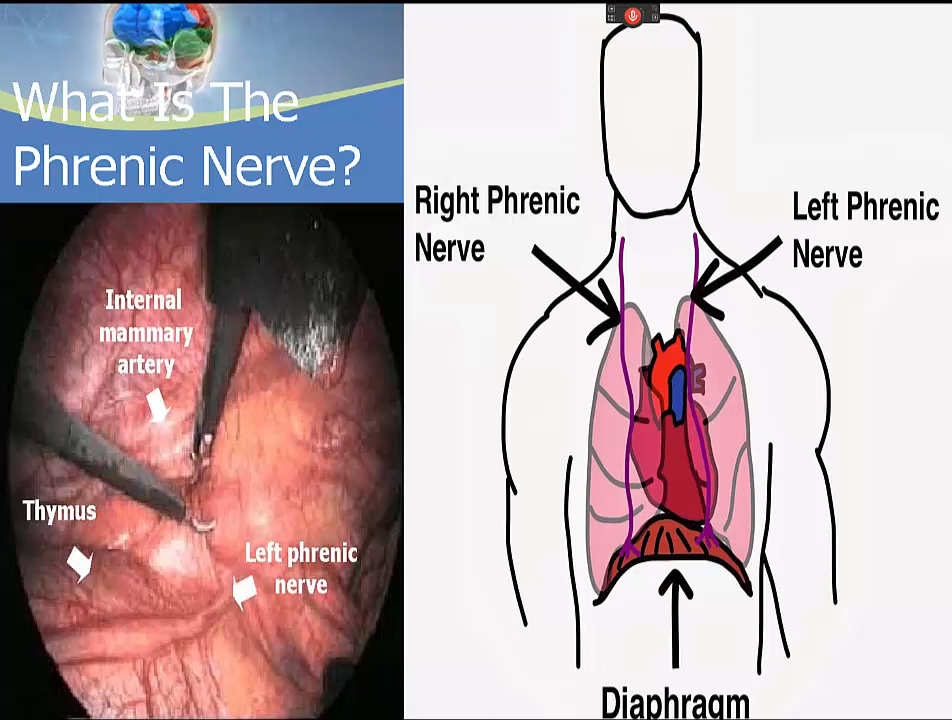 What Is The
Phrenic Nerve?
Internal
mammary
artery
Thymus
Left phrenic
nerve
Right Phrenic
Nerve
Left Phrenic
Nerve
Diaphragm